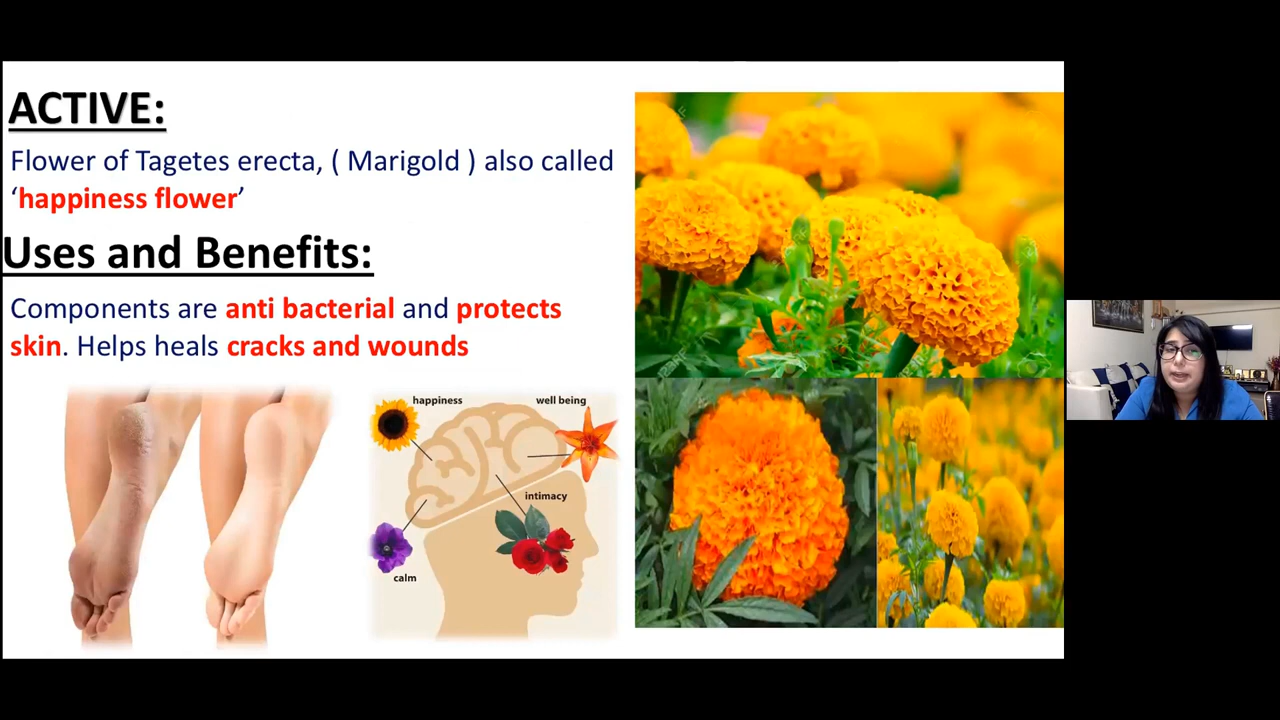 ACTIVE:
Flower of Tagetes erecta, ( Marigold ) also called
‘happiness flower’
Uses and Benefits:
Components are anti bacterial and protects
skin. Helps heals cracks and wounds
happiness
well being
intimacy
calm